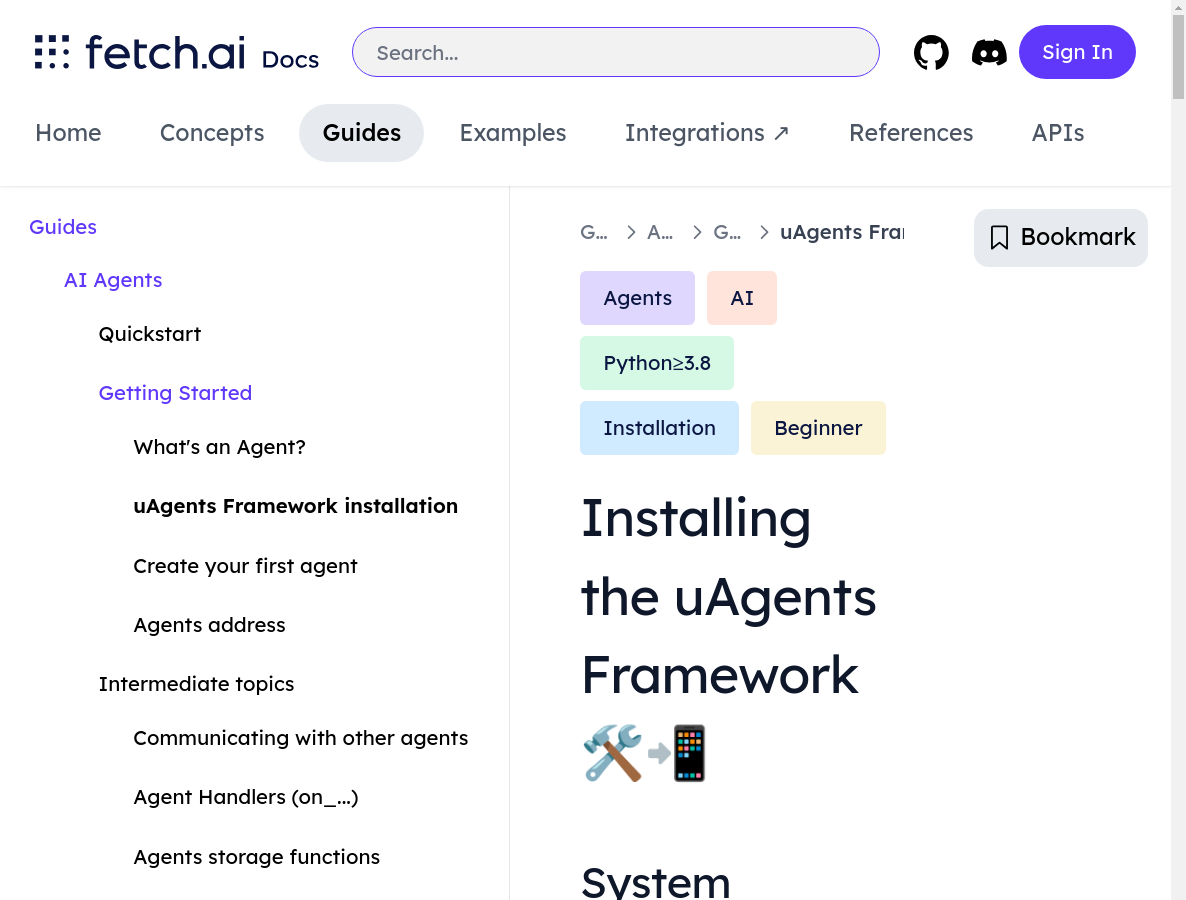 fetch.ai Docs
Search...
Sign In
Home
Concepts
Guides
Examples
Integrations ↗
References
APIs
Guides
AI Agents
Quickstart
Getting Started
What's an Agent?
uAgents Framework installation
Create your first agent
Agents address
Intermediate topics
Communicating with other agents
Agent Handlers (on_...)
Agents storage functions
G... > A... > G... > uAgents Fra
Bookmark
Agents
AI
Python≥3.8
Installation
Beginner
Installing
the uAgents
Framework
🛠️➡📱
System